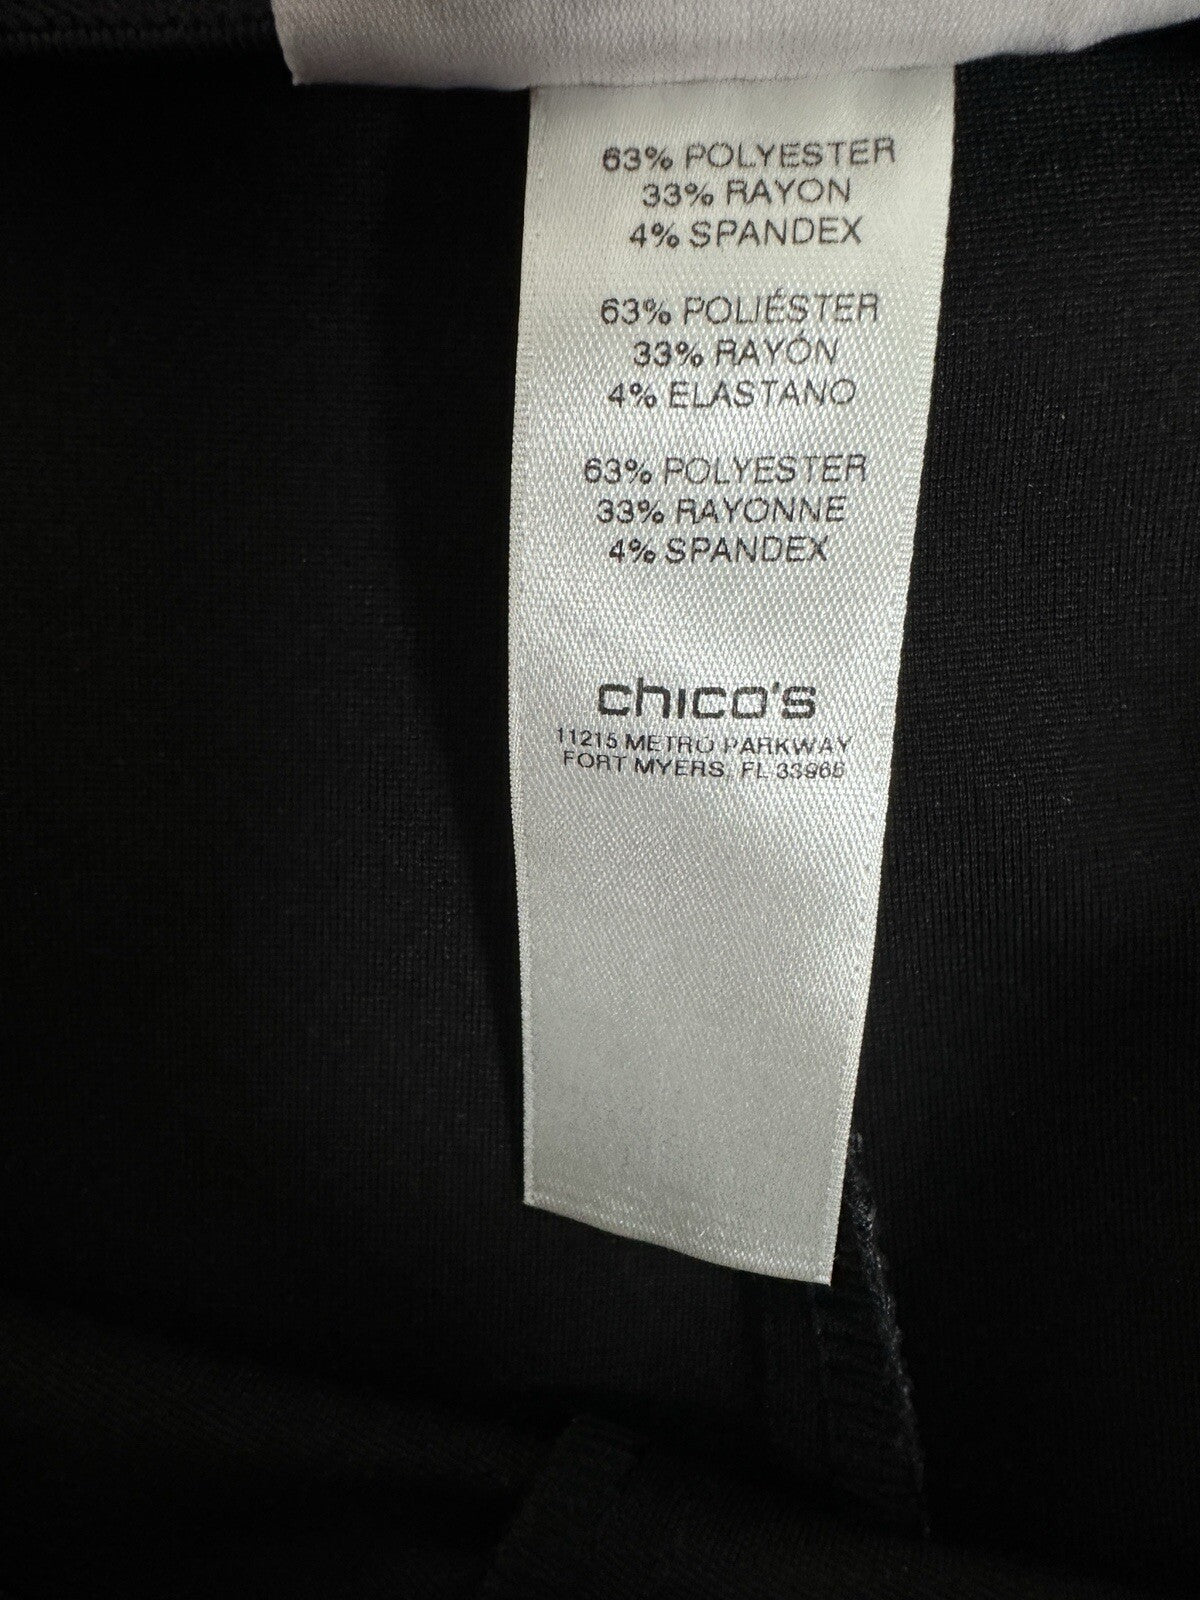 63% POLYESTER
33% RAYON
4% SPANDEX
63% POLIÉSTER
33% RAYÓN
4% ELASTANO
63% POLYESTER
33% RAYONNE
4% SPANDEX
chico's
11215 METRO PARKWAY
FORT MYERS, FL 33966